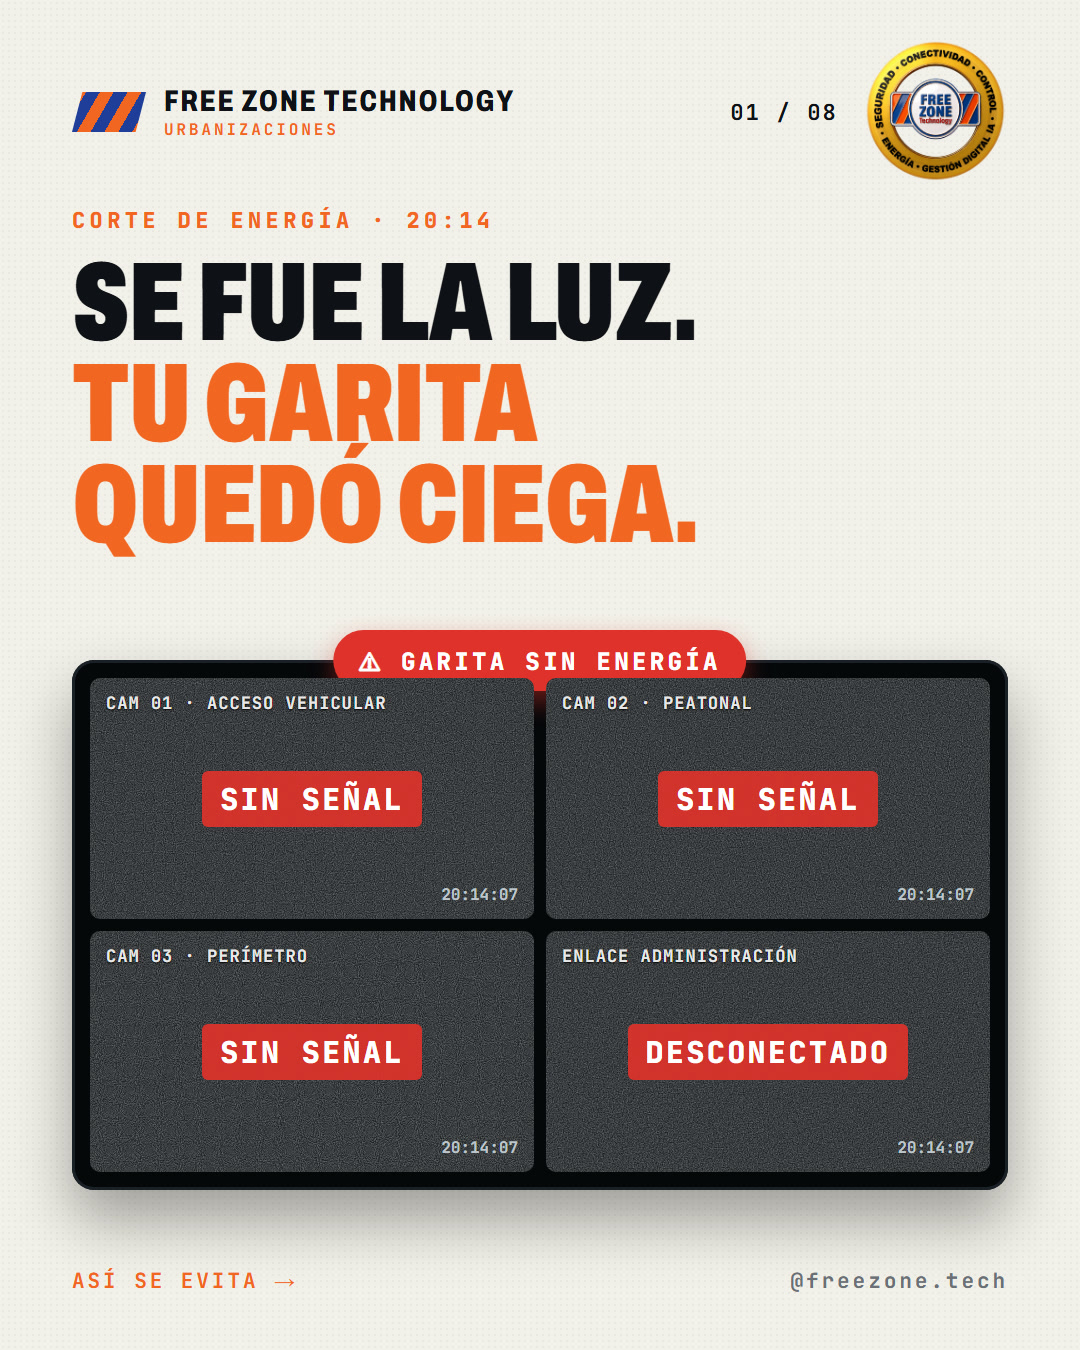 FREE ZONE TECHNOLOGY
URBANIZACIONES
01 / 08
SEGURIDAD • CONECTIVIDAD • CONTROL • ENERGÍA • GESTIÓN DIGITAL IA •
FREE
ZONE
Technology
CORTE DE ENERGÍA · 20:14
SE FUE LA LUZ.
TU GARITA
QUEDÓ CIEGA.
⚠ GARITA SIN ENERGÍA
CAM 01 · ACCESO VEHICULAR
SIN SEÑAL
20:14:07
CAM 02 · PEATONAL
SIN SEÑAL
20:14:07
CAM 03 · PERÍMETRO
SIN SEÑAL
20:14:07
ENLACE ADMINISTRACIÓN
DESCONECTADO
20:14:07
ASÍ SE EVITA →
@freezone.tech